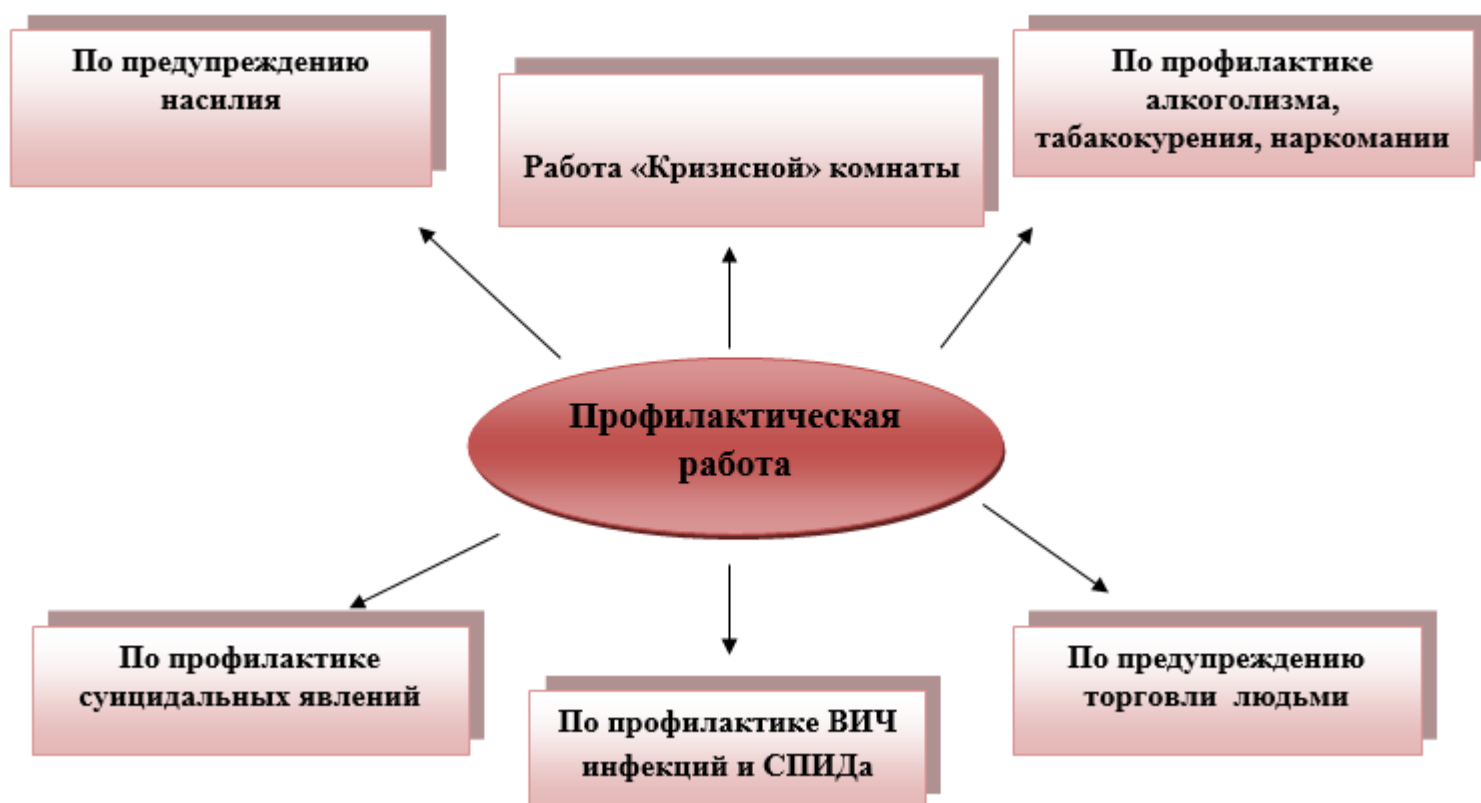 По предупреждению
насилия
Работа «Кризисной» комнаты
По профилактике
алкоголизма,
табакокурения, наркомании
Профилактическая
работа
По профилактике
суицидальных явлений
По профилактике ВИЧ
инфекций и СПИДа
По предупреждению
торговли людьми